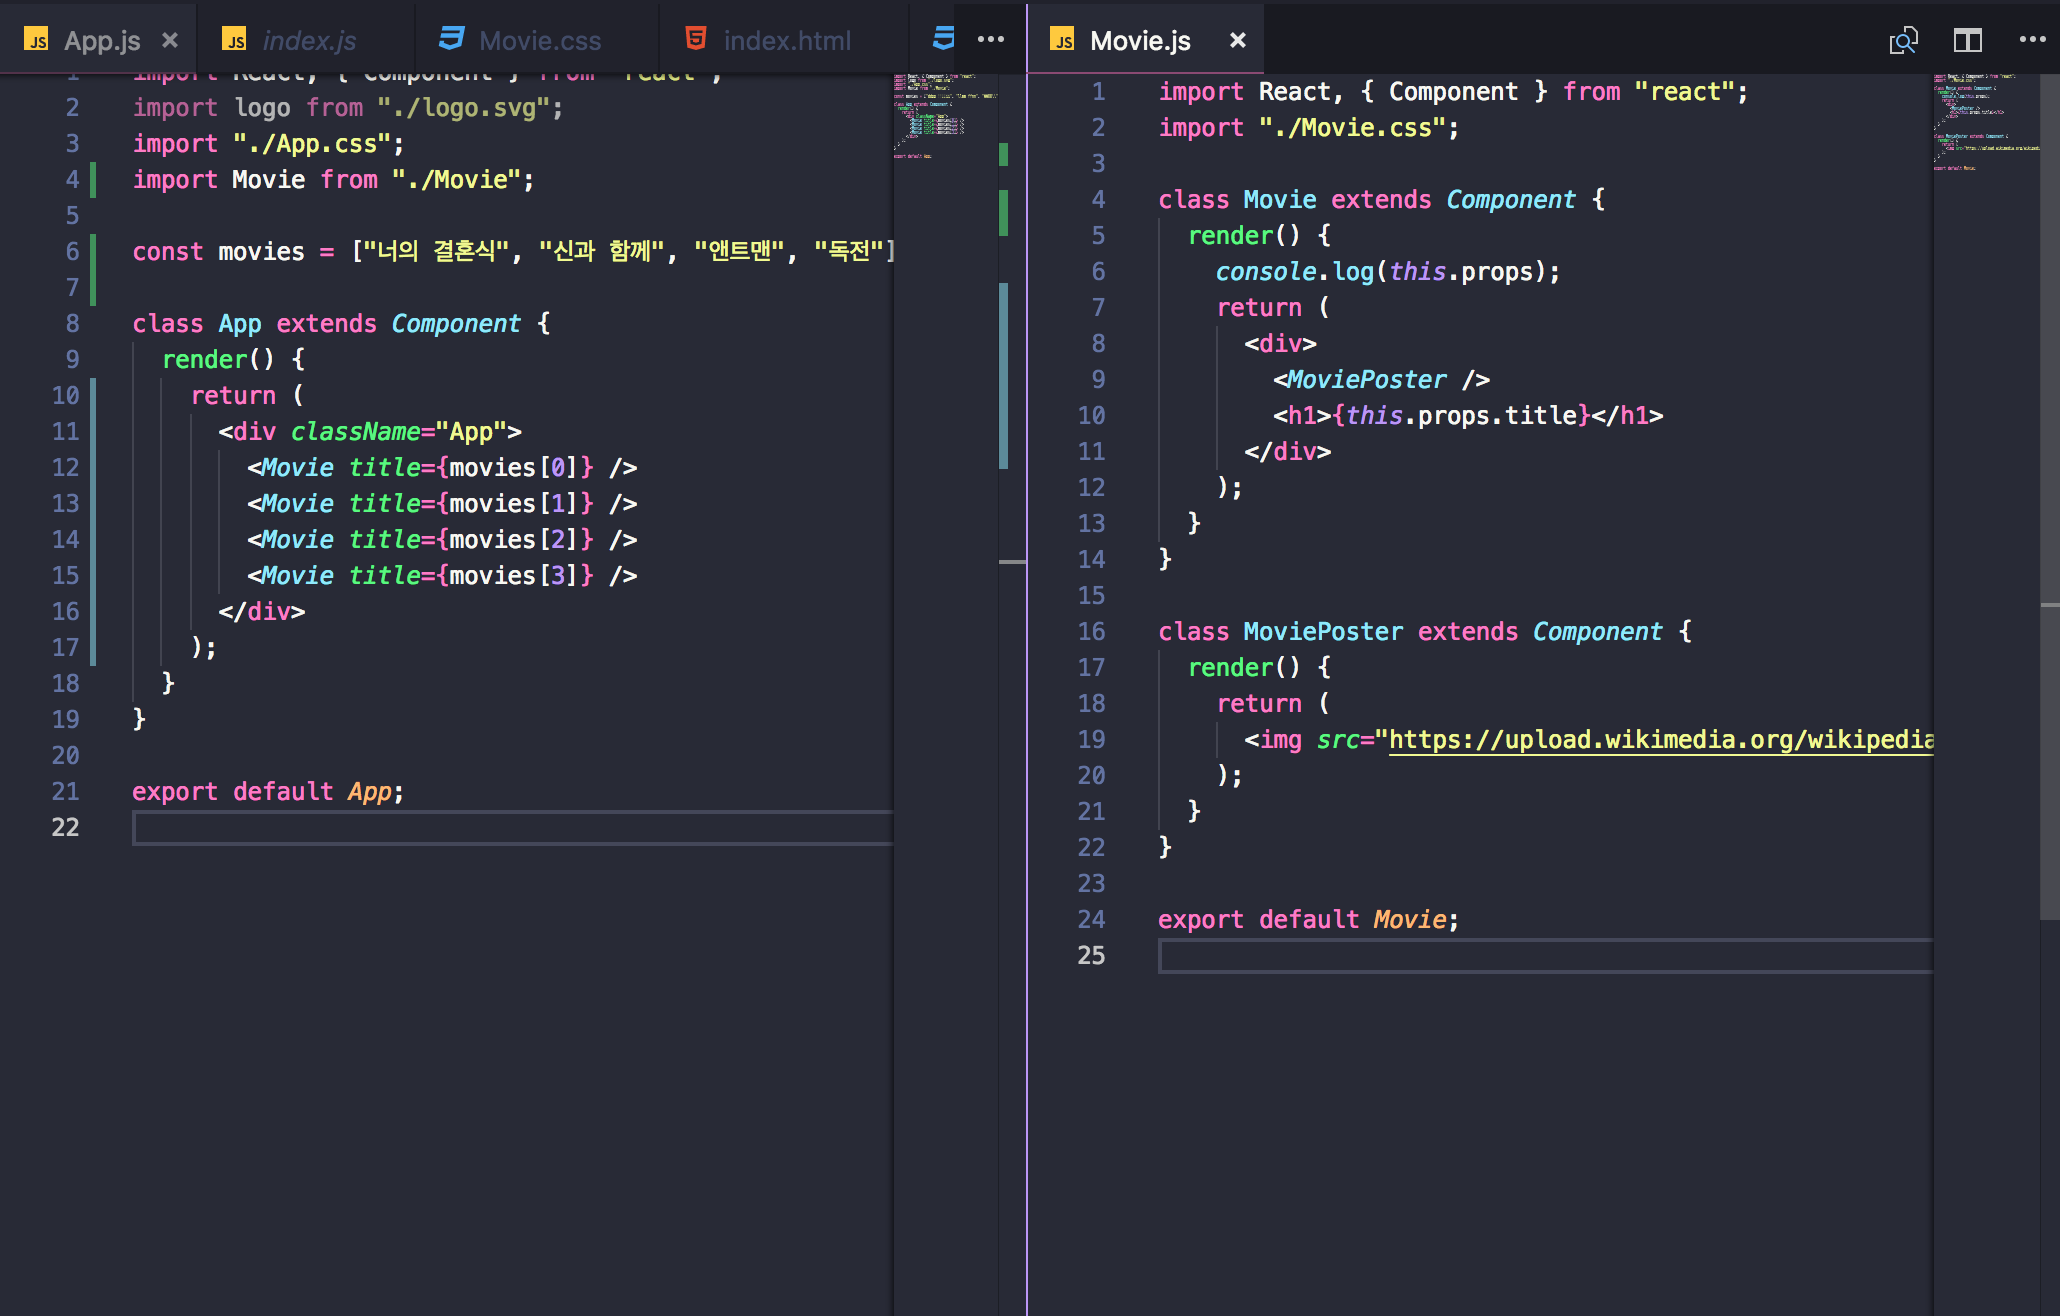 App.js
index.js
Movie.css
index.html
Movie.js
1 import React, { Component } from "react";
2 import logo from "./logo.svg";
3 import "./App.css";
4 import Movie from "./Movie";
5
6 const movies = ["너의 결혼식", "신과 함께", "앤트맨", "독전"]
7
8 class App extends Component {
9 render() {
10 return (
11 <div className="App">
12 <Movie title={movies[0]} />
13 <Movie title={movies[1]} />
14 <Movie title={movies[2]} />
15 <Movie title={movies[3]} />
16 </div>
17 );
18 }
19 }
20
21 export default App;
22
1 import React, { Component } from "react";
2 import "./Movie.css";
3
4 class Movie extends Component {
5 render() {
6 console.log(this.props);
7 return (
8 <div>
9 <MoviePoster />
10 <h1>{this.props.title}</h1>
11 </div>
12 );
13 }
14 }
15
16 class MoviePoster extends Component {
17 render() {
18 return (
19 <img src="https://upload.wikimedia.org/wikipedia
20 );
21 }
22 }
23
24 export default Movie;
25